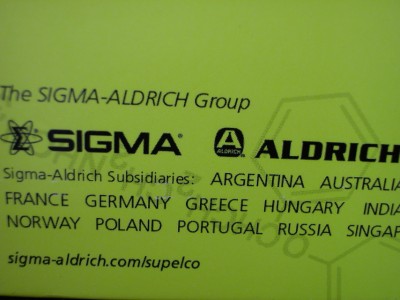 The SIGMA-ALDRICH Group
SIGMA® ALDRICH
Sigma-Aldrich Subsidiaries: ARGENTINA AUSTRALIA
FRANCE GERMANY GREECE HUNGARY INDIA
NORWAY POLAND PORTUGAL RUSSIA SINGAP
sigma-aldrich.com/supelco